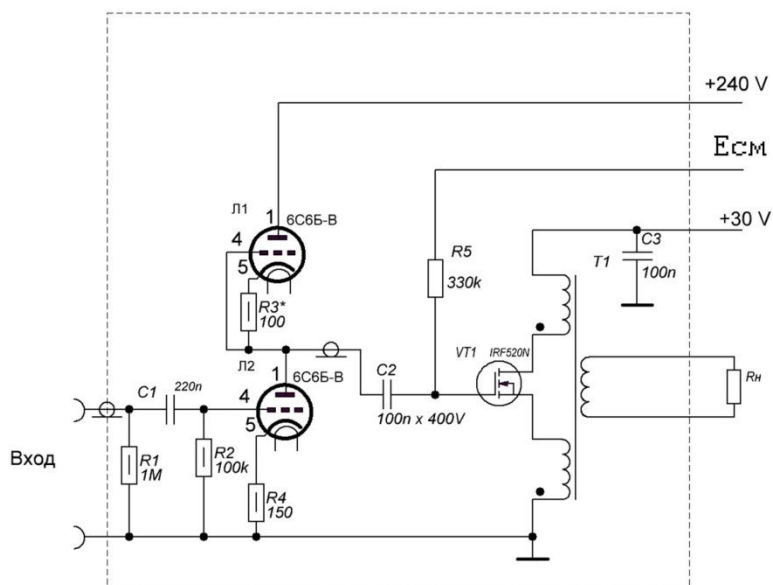 +240 V
Есм
Л1
1
6С6Б-В
+30 V
4
5
R5
330k
C3
100n
T1
R3*
100
Л2
1
6С6Б-В
VT1
IRF520N
C1
220n
4
5
C2
100n x 400V
Rн
Вход
R1
1M
R2
100k
R4
150